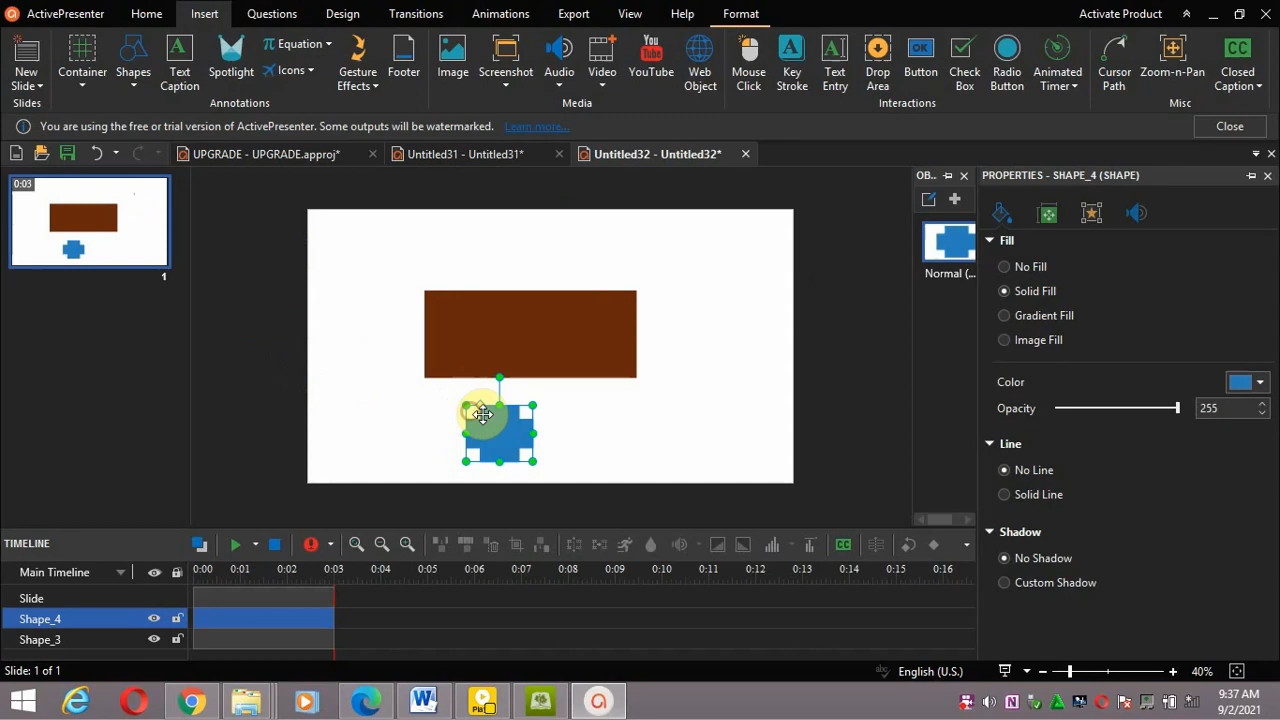 ActivePresenter Home Insert Questions Design Transitions Animations Export View Help Format Activate Product
New Slide Container Shapes Text Caption Spotlight Equation Icons Gesture Effects Footer Image Screenshot Audio Video YouTube Web Object Mouse Click Key Stroke Text Entry Drop Area Button Check Box Radio Button Animated Timer Cursor Path Zoom-n-Pan Closed Caption
Slides Annotations Media Interactions Misc
You are using the free or trial version of ActivePresenter. Some outputs will be watermarked. Learn more... Close
UPGRADE - UPGRADE.approj* Untitled31 - Untitled31* Untitled32 - Untitled32*
OB.. PROPERTIES - SHAPE_4 (SHAPE)
0:03
1
Normal (...
Fill
No Fill
Solid Fill
Gradient Fill
Image Fill
Color
Opacity 255
Line
No Line
Solid Line
Shadow
No Shadow
Custom Shadow
TIMELINE
Main Timeline 0:00 0:01 0:02 0:03 0:04 0:05 0:06 0:07 0:08 0:09 0:10 0:11 0:12 0:13 0:14 0:15 0:16
Slide
Shape_4
Shape_3
Slide: 1 of 1 English (U.S.) 40%
9:37 AM
9/2/2021